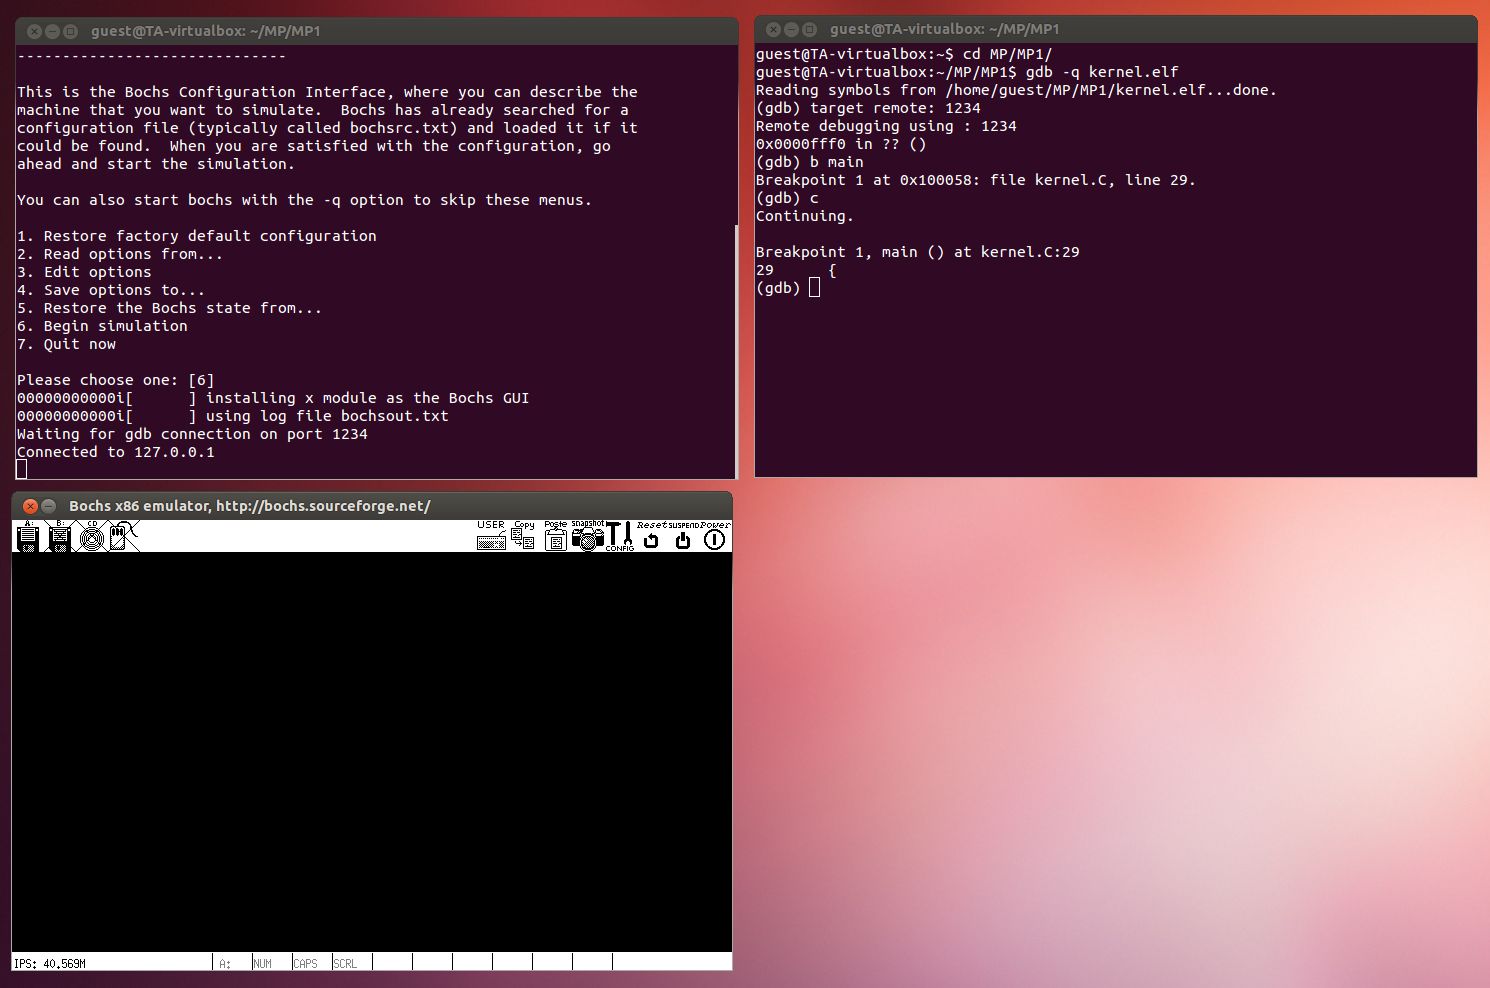 guest@TA-virtualbox: ~/MP/MP1
------------------------------
This is the Bochs Configuration Interface, where you can describe the
machine that you want to simulate.  Bochs has already searched for a
configuration file (typically called bochsrc.txt) and loaded it if it
could be found.  When you are satisfied with the configuration, go
ahead and start the simulation.
You can also start bochs with the -q option to skip these menus.
1. Restore factory default configuration
2. Read options from...
3. Edit options
4. Save options to...
5. Restore the Bochs state from...
6. Begin simulation
7. Quit now
Please choose one: [6]
00000000000i[      ] installing x module as the Bochs GUI
00000000000i[      ] using log file bochsout.txt
Waiting for gdb connection on port 1234
Connected to 127.0.0.1
guest@TA-virtualbox: ~/MP/MP1
guest@TA-virtualbox:~$ cd MP/MP1/
guest@TA-virtualbox:~/MP/MP1$ gdb -q kernel.elf
Reading symbols from /home/guest/MP/MP1/kernel.elf...done.
(gdb) target remote: 1234
Remote debugging using : 1234
0x0000fff0 in ?? ()
(gdb) b main
Breakpoint 1 at 0x100058: file kernel.C, line 29.
(gdb) c
Continuing.
Breakpoint 1, main () at kernel.C:29
29      {
(gdb)
Bochs x86 emulator, http://bochs.sourceforge.net/
A: B: CD USER Copy Paste snapshot CONFIG Reset SUSPEND Power
IPS: 40.569M A: NUM CAPS SCRL